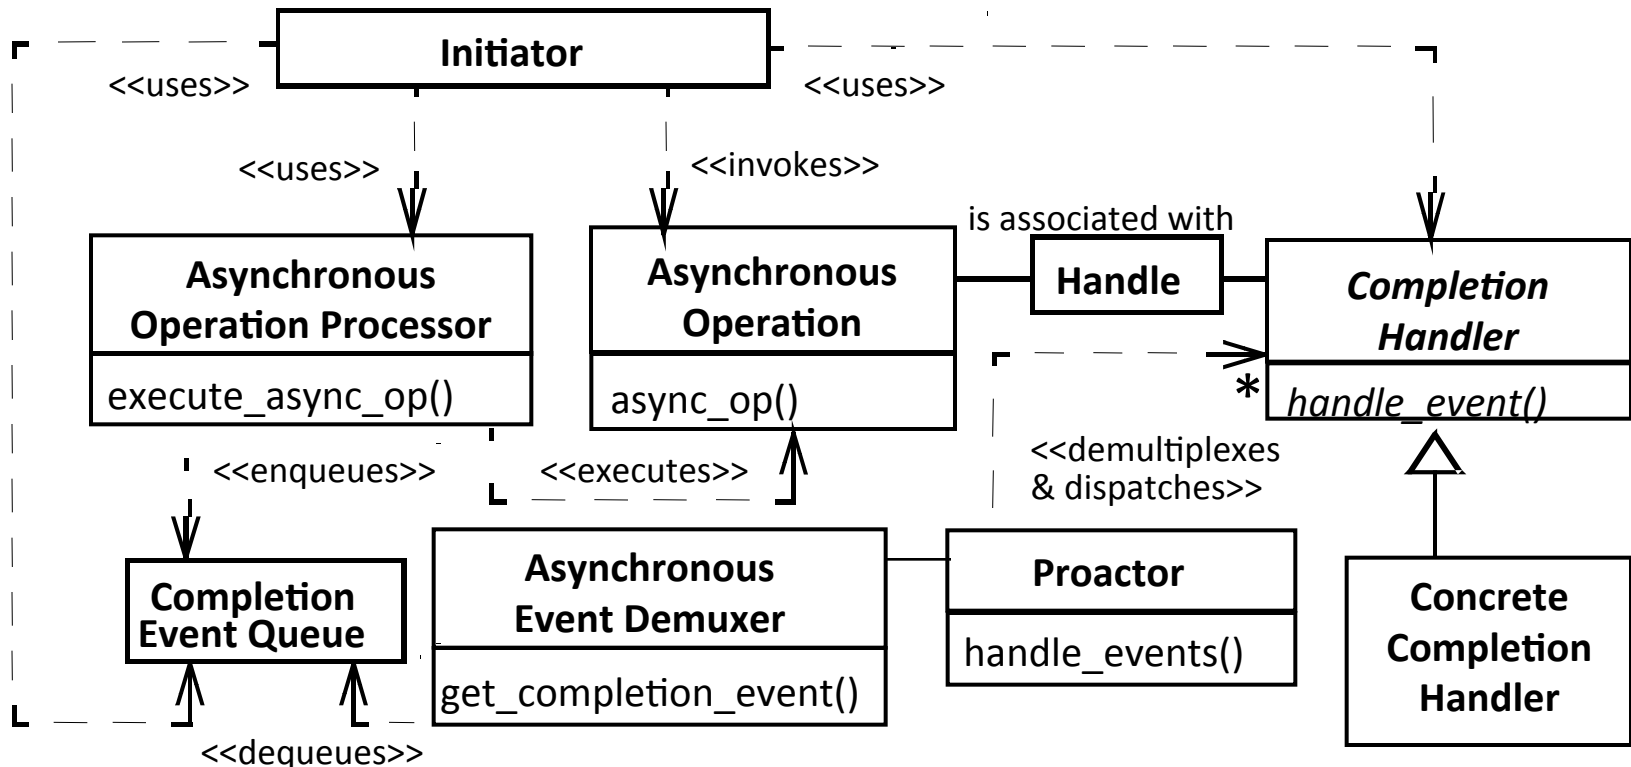 Initiator
<<uses>>
<<uses>>
<<uses>>
<<invokes>>
is associated with
Asynchronous
Operation Processor
execute_async_op()
Asynchronous
Operation
async_op()
Handle
Completion
Handler
handle_event()
*
<<enqueues>>
<<executes>>
<<demultiplexes
& dispatches>>
Completion
Event Queue
Asynchronous
Event Demuxer
get_completion_event()
Proactor
handle_events()
Concrete
Completion
Handler
<<dequeues>>